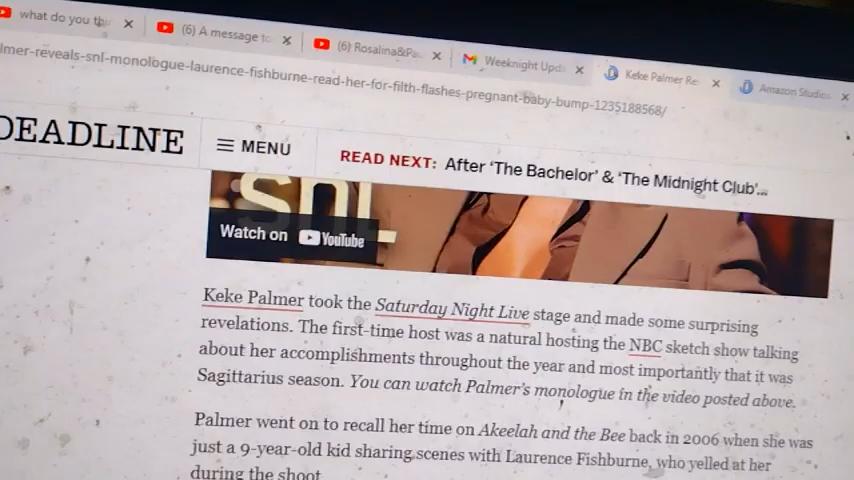 what do you thi
(6) A message to
(6) Rosalina&Pa
Weeknight Upd
Keke Palmer Re
Amazon Studios
lmer-reveals-snl-monologue-laurence-fishburne-read-her-for-filth-flashes-pregnant-baby-bump-1235188568/
DEADLINE
MENU
READ NEXT: After ‘The Bachelor’ & ‘The Midnight Club’...
SNL
Watch on YouTube
Keke Palmer took the Saturday Night Live stage and made some surprising
revelations. The first-time host was a natural hosting the NBC sketch show talking
about her accomplishments throughout the year and most importantly that it was
Sagittarius season. You can watch Palmer’s monologue in the video posted above.
Palmer went on to recall her time on Akeelah and the Bee back in 2006 when she was
just a 9-year-old kid sharing scenes with Laurence Fishburne, who yelled at her
during the shoot